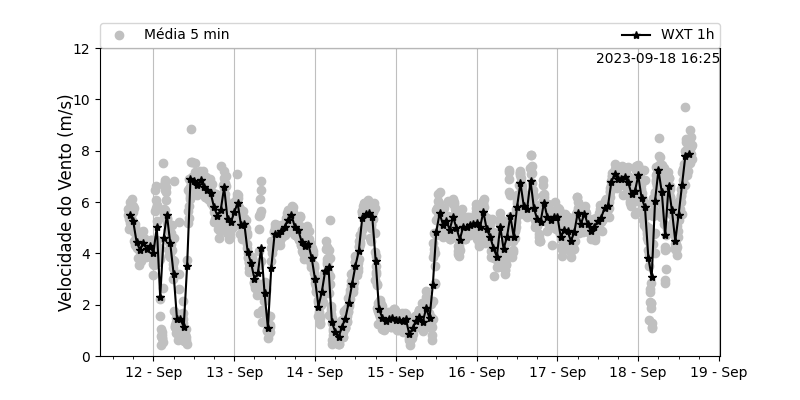 Média 5 min
WXT 1h
2023-09-18 16:25
Velocidade do Vento (m/s)
12
10
8
6
4
2
0
12 - Sep 13 - Sep 14 - Sep 15 - Sep 16 - Sep 17 - Sep 18 - Sep 19 - Sep